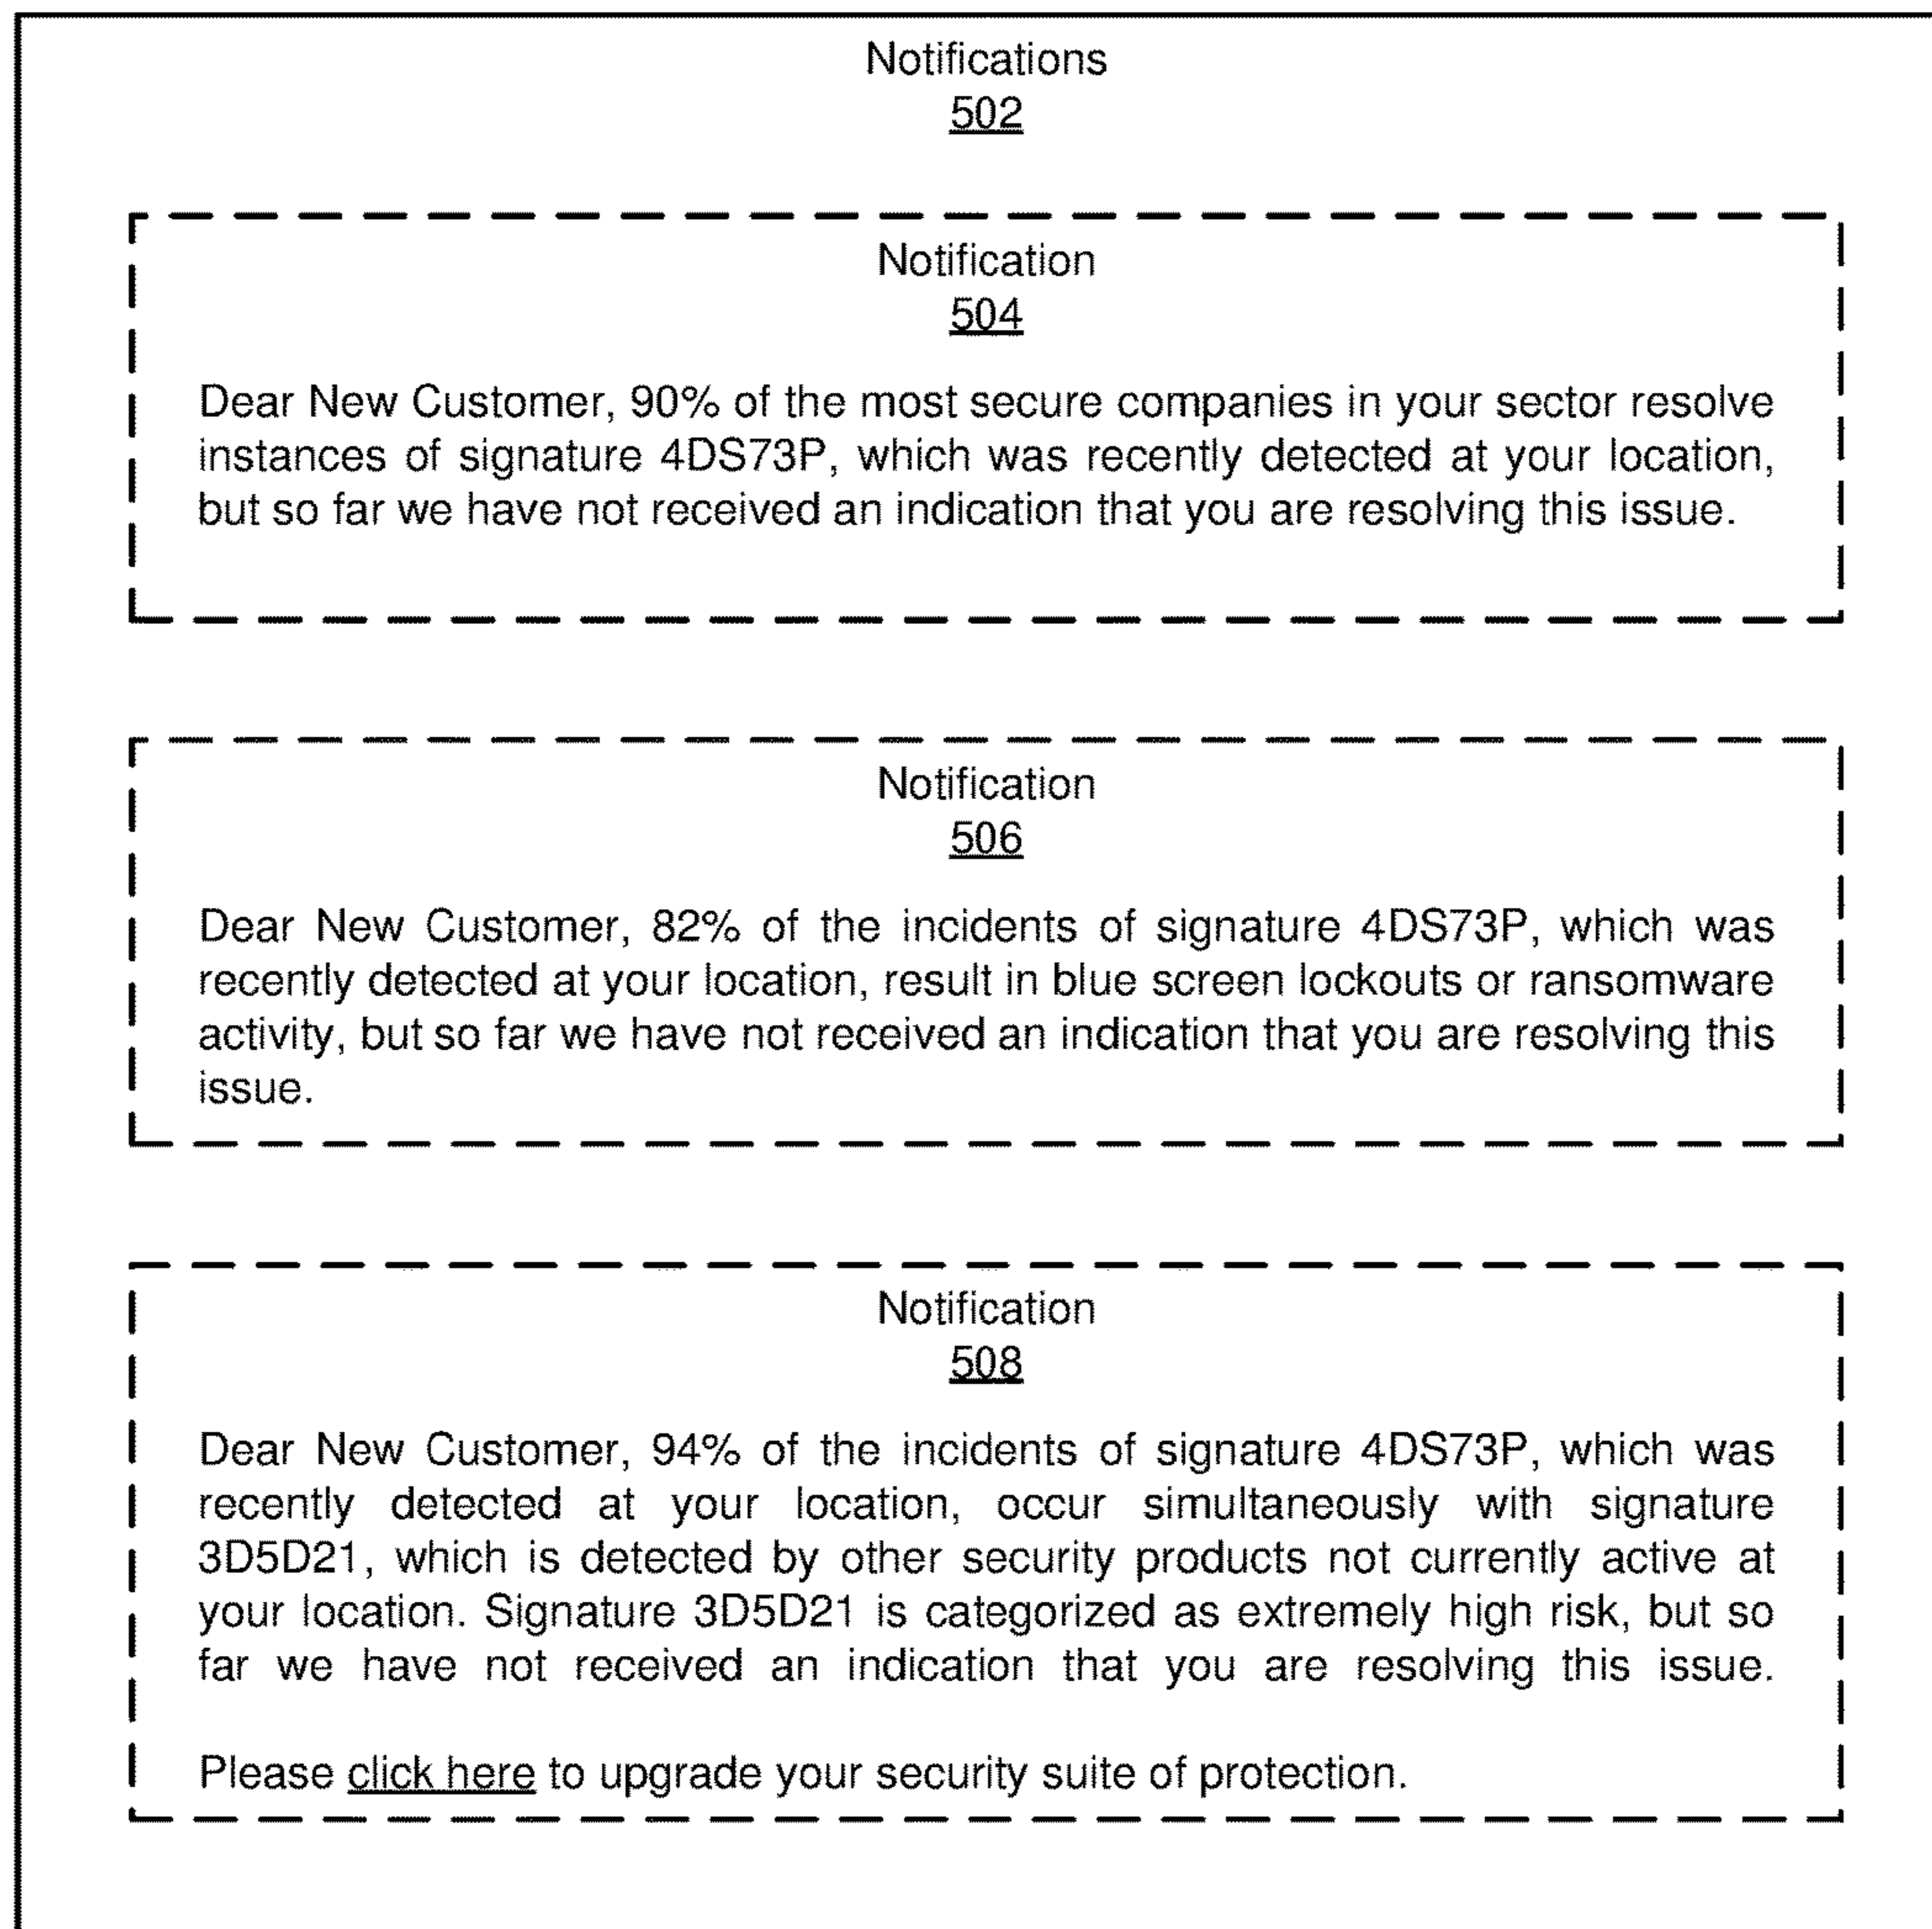 Notifications
502
Notification
504
Dear New Customer, 90% of the most secure companies in your sector resolve
instances of signature 4DS73P, which was recently detected at your location,
but so far we have not received an indication that you are resolving this issue.
Notification
506
Dear New Customer, 82% of the incidents of signature 4DS73P, which was
recently detected at your location, result in blue screen lockouts or ransomware
activity, but so far we have not received an indication that you are resolving this
issue.
Notification
508
Dear New Customer, 94% of the incidents of signature 4DS73P, which was
recently detected at your location, occur simultaneously with signature
3D5D21, which is detected by other security products not currently active at
your location. Signature 3D5D21 is categorized as extremely high risk, but so
far we have not received an indication that you are resolving this issue.
Please click here to upgrade your security suite of protection.